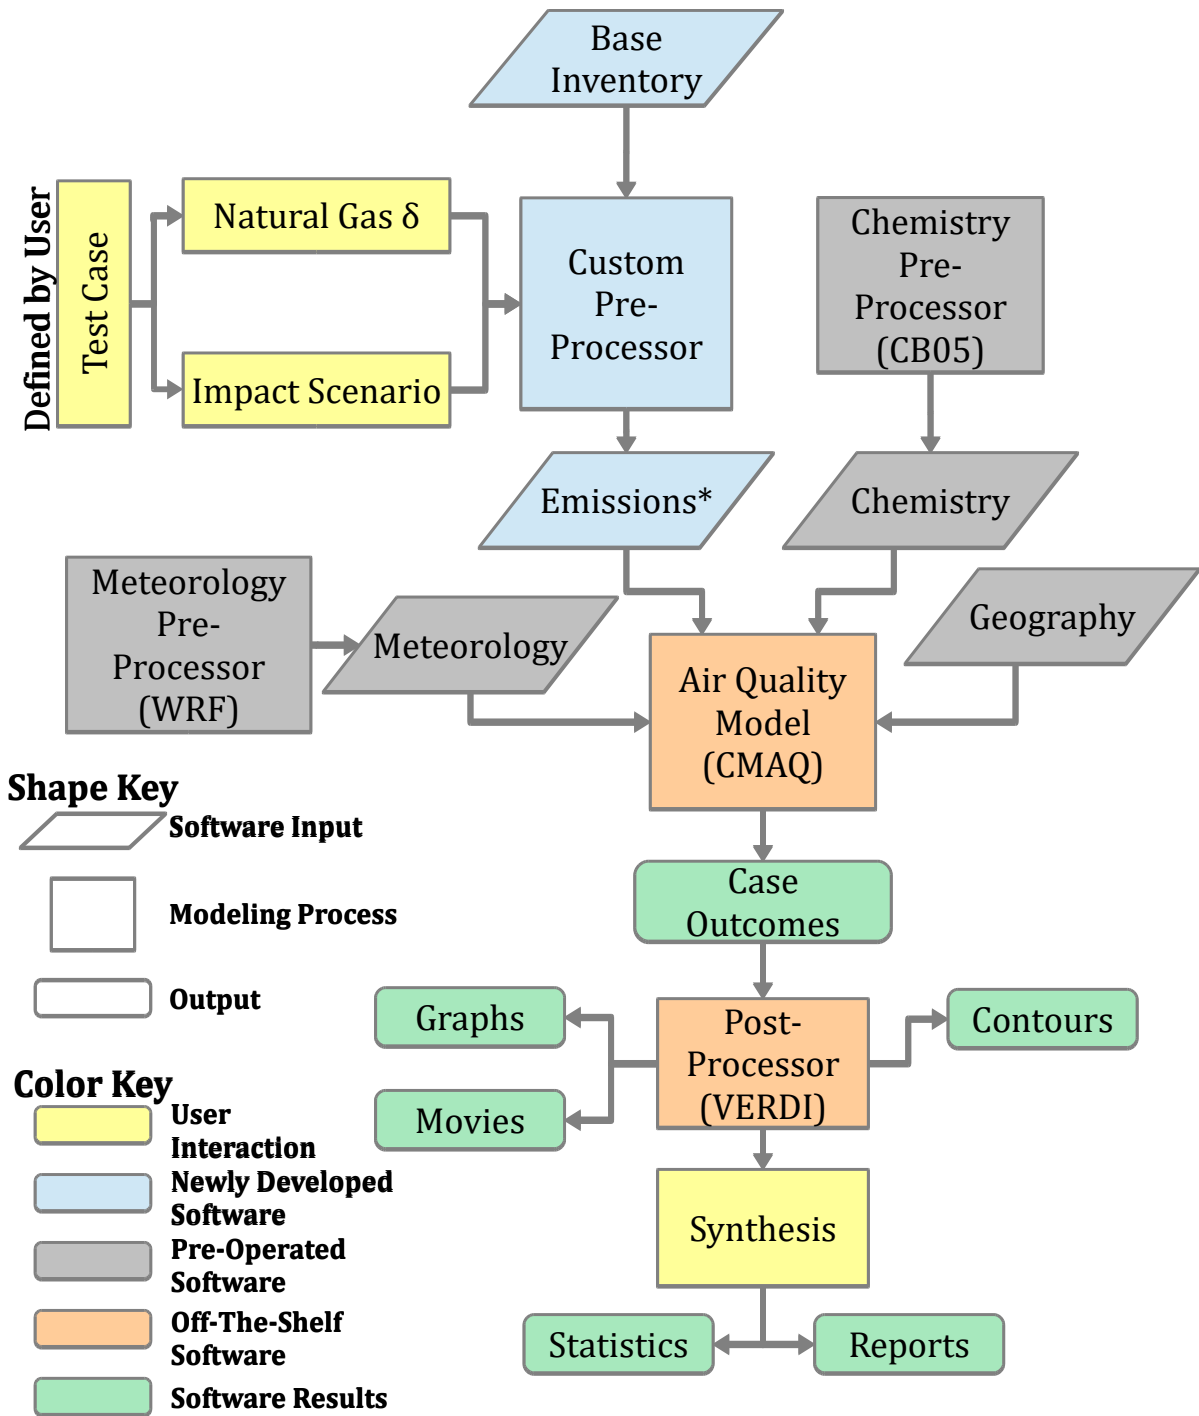 Base
Inventory
Defined by User
Test Case
Natural Gas δ
Impact Scenario
Custom
Pre-
Processor
Chemistry
Pre-
Processor
(CB05)
Emissions*
Chemistry
Meteorology
Pre-
Processor
(WRF)
Meteorology
Geography
Air Quality
Model
(CMAQ)
Shape Key
Software Input
Modeling Process
Output
Case
Outcomes
Graphs
Movies
Post-
Processor
(VERDI)
Contours
Color Key
User
Interaction
Newly Developed
Software
Pre-Operated
Software
Off-The-Shelf
Software
Software Results
Synthesis
Statistics
Reports